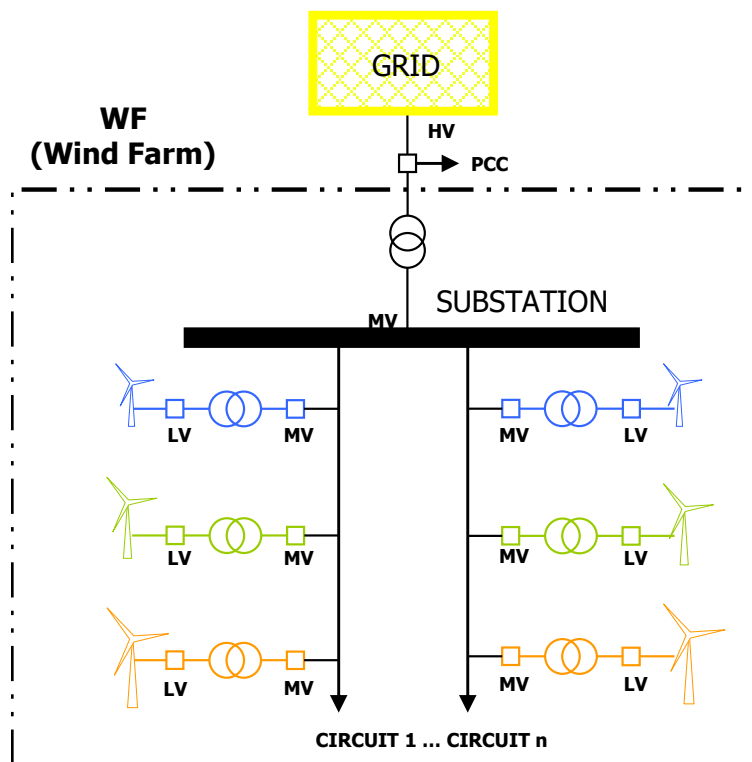 GRID
HV
WF
(Wind Farm)
PCC
SUBSTATION
MV
LV MV MV LV
LV MV MV LV
LV MV MV LV
CIRCUIT 1 ... CIRCUIT n